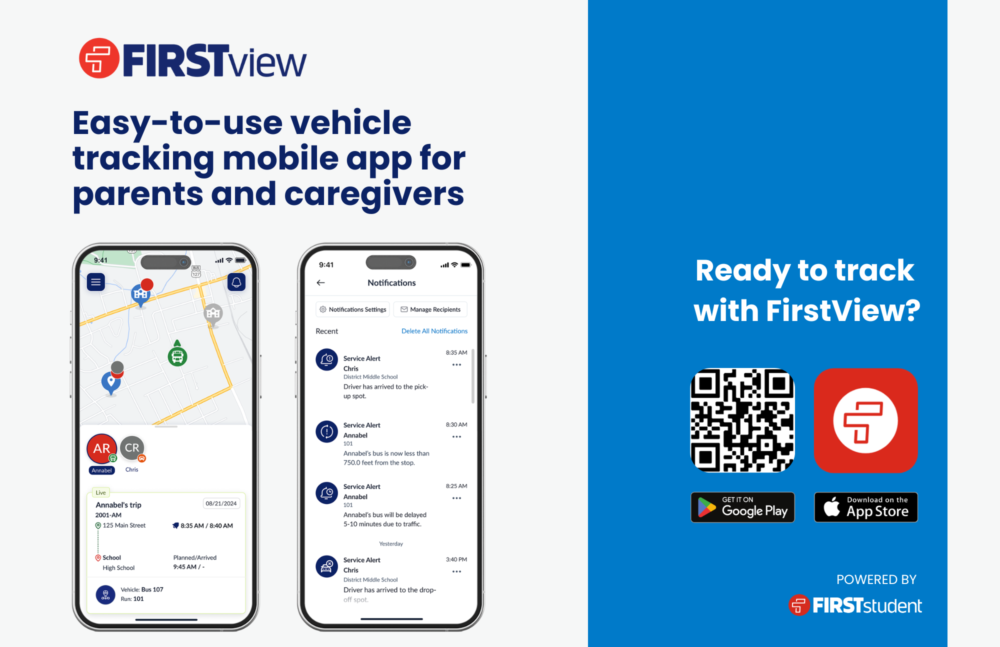 FIRSTview
Easy-to-use vehicle
tracking mobile app for
parents and caregivers
9:41
BUS
127
AR
CR
Annabel
Chris
Live
Annabel's trip
08/21/2024
2001-AM
125 Main Street
8:35 AM / 8:40 AM
School
Planned/Arrived
High School
9:45 AM / -
Vehicle: Bus 107
Run: 101
9:41
Notifications
Notifications Settings
Manage Recipients
Recent
Delete All Notifications
8:35 AM
Service Alert
Chris
District Middle School
Driver has arrived to the pick-
up spot.
Service Alert
8:30 AM
Annabel
101
Annabel's bus is now less than
750.0 feet from the stop.
Service Alert
8:25 AM
Annabel
101
Annabel's bus will be delayed
5-10 minutes due to traffic.
Yesterday
Service Alert
3:40 PM
Chris
District Middle School
Driver has arrived to the drop-
off spot.
Ready to track
with FirstView?
GET IT ON
Google Play
Download on the
App Store
POWERED BY
FIRSTstudent